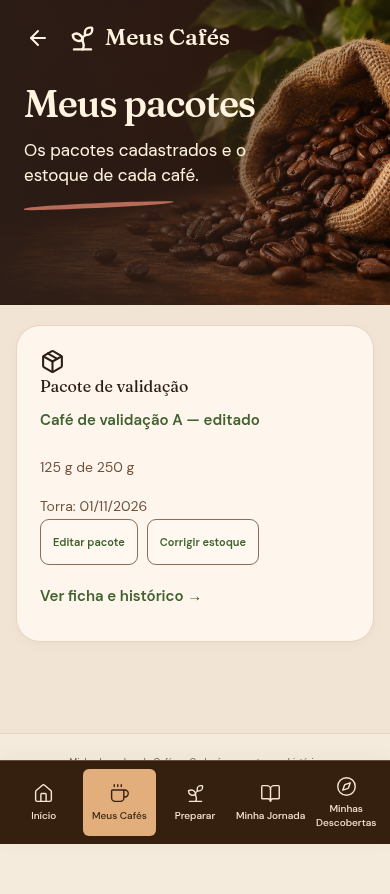 Meus Cafés
Meus pacotes
Os pacotes cadastrados e o
estoque de cada café.
Pacote de validação
Café de validação A — editado
125 g de 250 g
Torra: 01/11/2026
Editar pacote
Corrigir estoque
Ver ficha e histórico →
Início
Meus Cafés
Preparar
Minha Jornada
Minhas
Descobertas